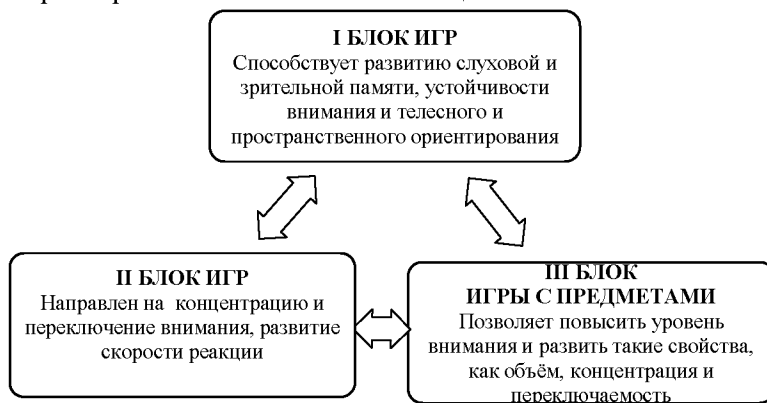 I БЛОК ИГР
Способствует развитию слуховой и
зрительной памяти, устойчивости
внимания и телесного и
пространственного ориентирования
II БЛОК ИГР
Направлен на концентрацию и
переключение внимания, развитие
скорости реакции
III БЛОК
ИГРЫ С ПРЕДМЕТАМИ
Позволяет повысить уровень
внимания и развить такие свойства,
как объём, концентрация и
переключаемость